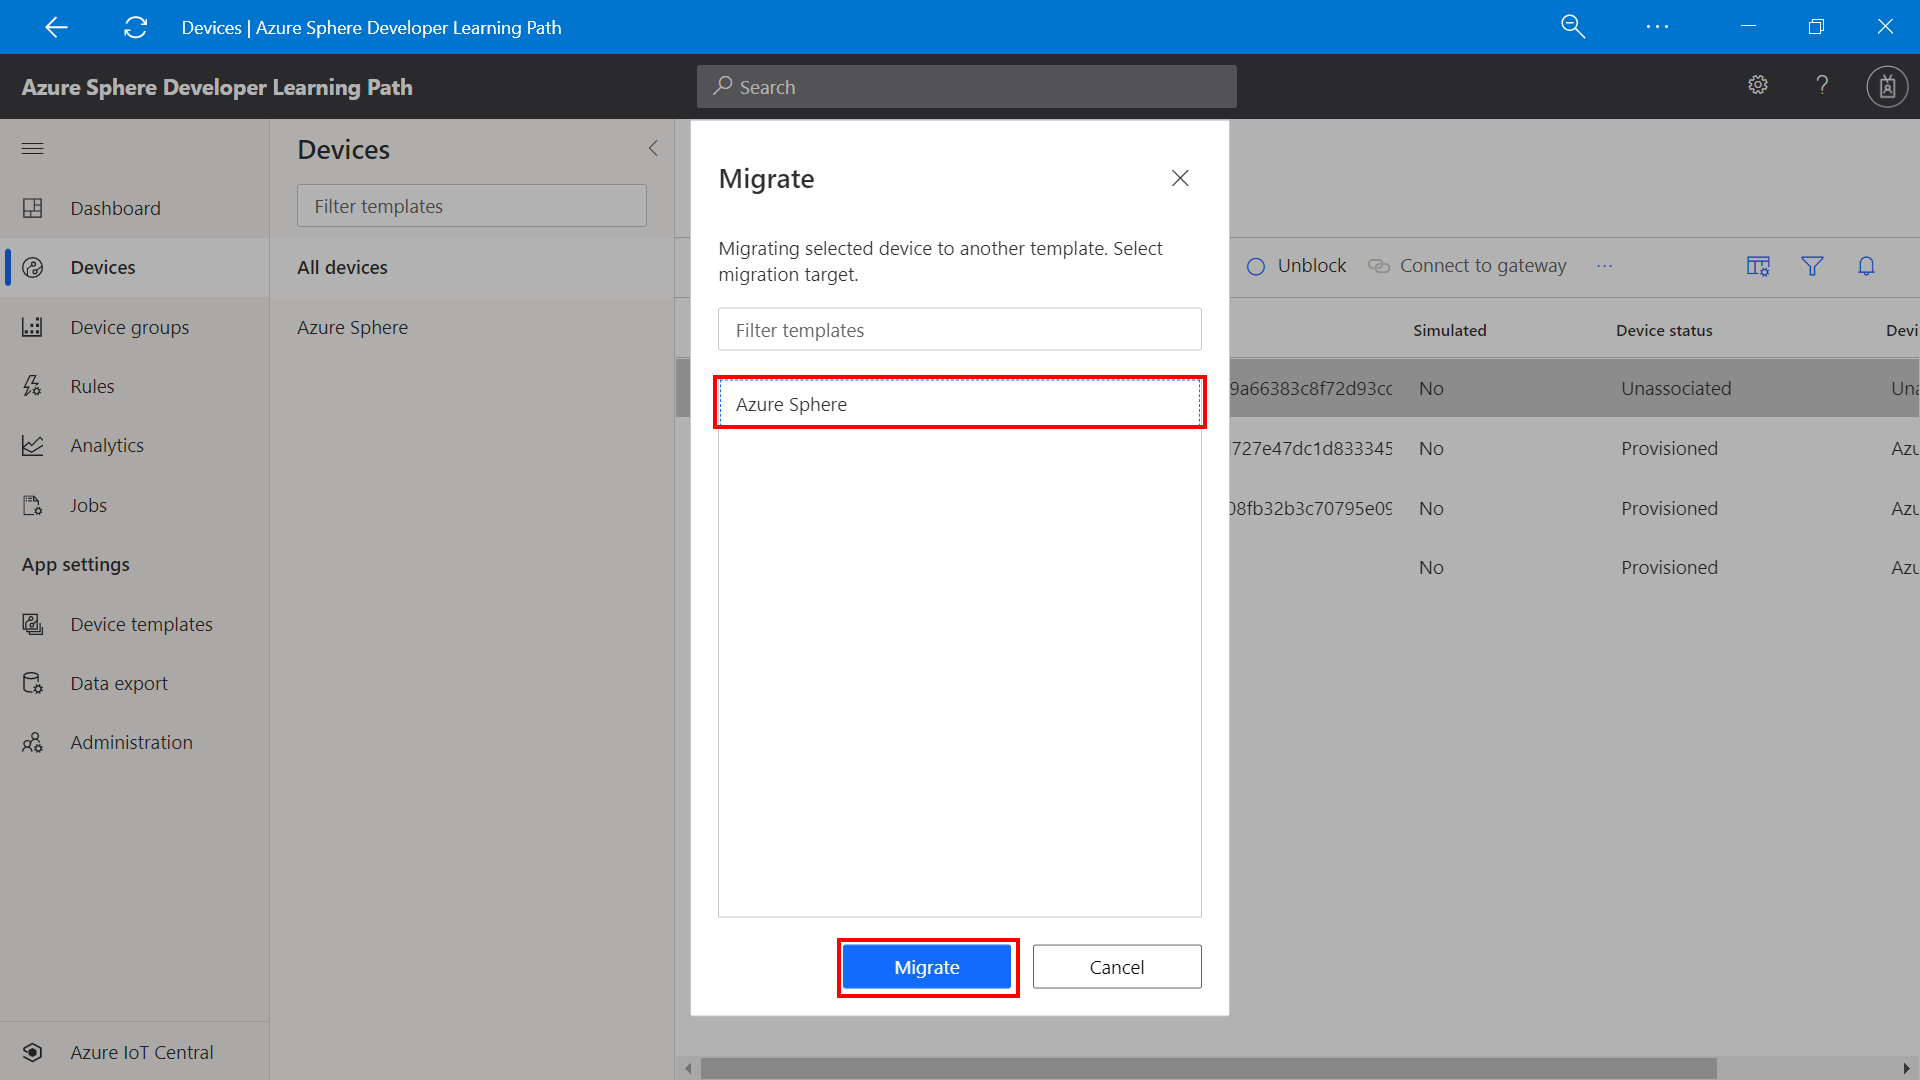 Devices | Azure Sphere Developer Learning Path
Azure Sphere Developer Learning Path
Search
Dashboard
Devices
Device groups
Rules
Analytics
Jobs
App settings
Device templates
Data export
Administration
Azure IoT Central
Devices
Filter templates
All devices
Azure Sphere
Migrate
Migrating selected device to another template. Select
migration target.
Filter templates
Azure Sphere
Migrate
Cancel
Unblock
Connect to gateway
Simulated Device status Devi
9a66383c8f72d93cc No Unassociated Una
727e47dc1d833345 No Provisioned Azu
08fb32b3c70795e09 No Provisioned Azu
No Provisioned Azu